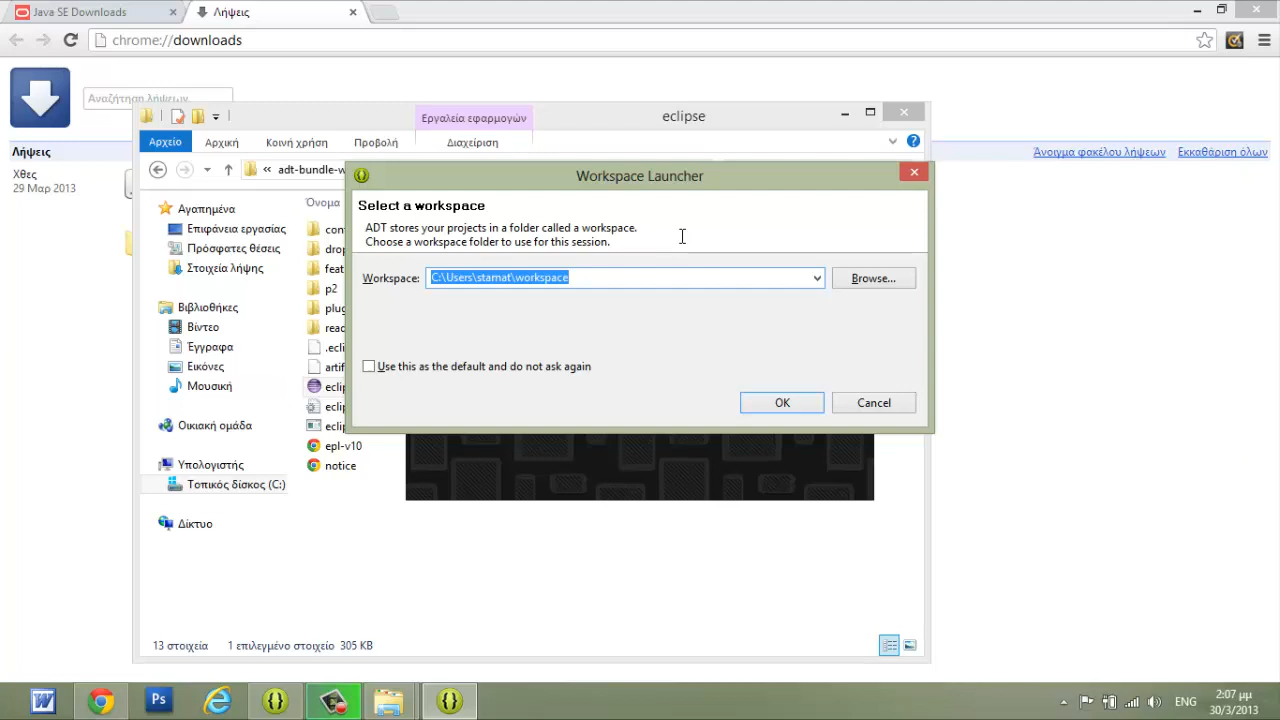 Java SE Downloads
Λήψεις
chrome://downloads
Αναζήτηση λήψεων
Λήψεις
Άνοιγμα φακέλου λήψεων
Εκκαθάριση όλων
Χθες
29 Μαρ 2013
Εργαλεία εφαρμογών
eclipse
Αρχείο
Αρχική
Κοινή χρήση
Προβολή
Διαχείριση
« adt-bundle-w
Όνομα
Αγαπημένα
Επιφάνεια εργασίας
Πρόσφατες θέσεις
Στοιχεία λήψης
Βιβλιοθήκες
Βίντεο
Έγγραφα
Εικόνες
Μουσική
Οικιακή ομάδα
Υπολογιστής
Τοπικός δίσκος (C:)
Δίκτυο
p2
epl-v10
notice
Workspace Launcher
Select a workspace
ADT stores your projects in a folder called a workspace.
Choose a workspace folder to use for this session.
Workspace:
C:\Users\stamat\workspace
Browse...
Use this as the default and do not ask again
OK
Cancel
13 στοιχεία
1 επιλεγμένο στοιχείο 305 KB
W
Ps
ENG
2:07 μμ
30/3/2013